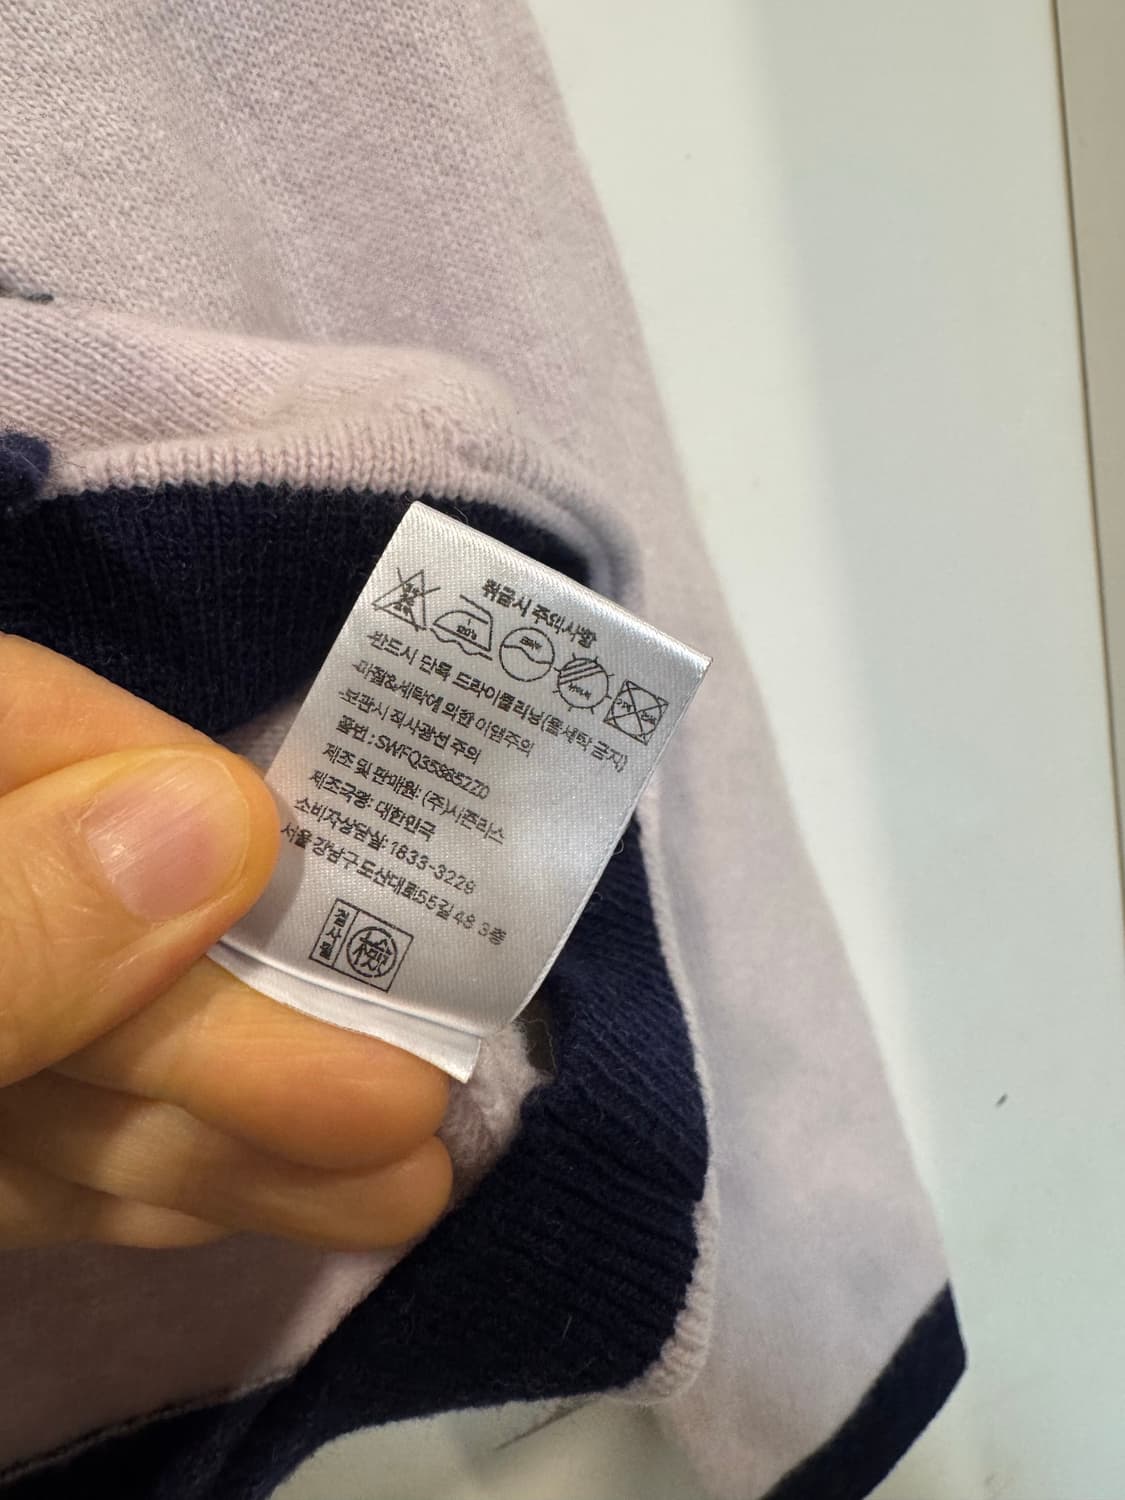 취급시 주의사항
-반드시 단독 드라이클리닝(물세탁 금지)
-마찰&세탁에 의한 이염주의
-보관시 직사광선 주의
품번 : SWFQ35865ZZ0
제조 및 판매원: (주)시즌리스
제조국명: 대한민국
소비자상담실: 1833-3229
서울 강남구 도산대로55길 48 3층
검사필
檢